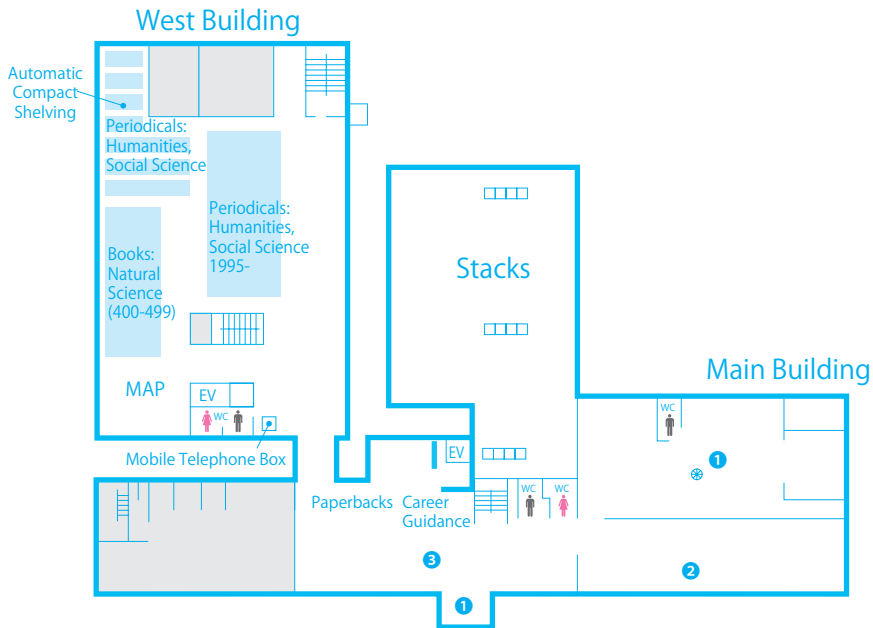 West Building
Automatic
Compact
Shelving
Periodicals:
Humanities,
Social Science
Periodicals:
Humanities,
Social Science
1995-
Books:
Natural
Science
(400-499)
MAP
EV
WC
Mobile Telephone Box
Stacks
Main Building
WC
1
EV
Paperbacks
Career
Guidance
WC
WC
3
2
1